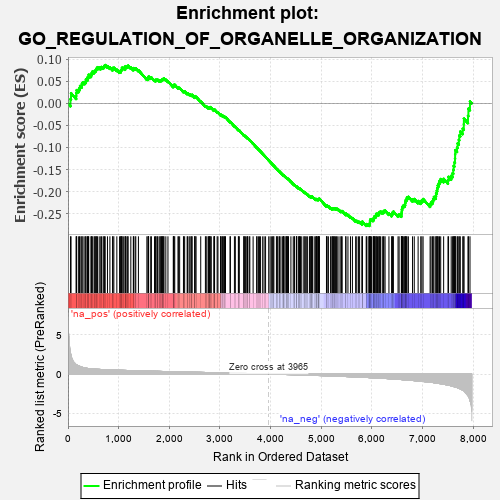 Enrichment plot:
GO_REGULATION_OF_ORGANELLE_ORGANIZATION
Enrichment score (ES)
0.10
0.05
0.00
-0.05
-0.10
-0.15
-0.20
-0.25
'na_pos' (positively correlated)
Ranked list metric (PreRanked)
5
0
-5
Zero cross at 3965
'na_neg' (negatively correlated)
0
1,000
2,000
3,000
4,000
5,000
6,000
7,000
8,000
Rank in Ordered Dataset
Enrichment profile
Hits
Ranking metric scores